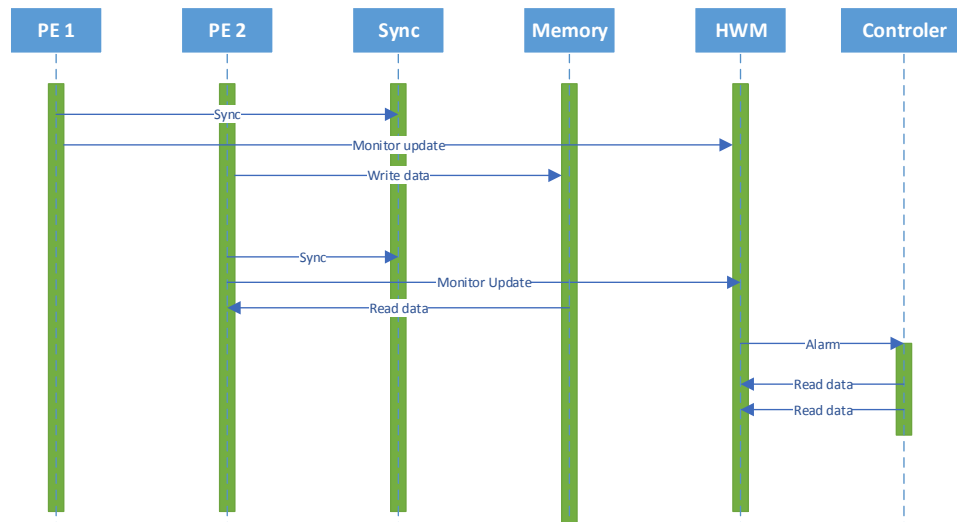 PE 1
PE 2
Sync
Memory
HWM
Controler
Sync
Monitor update
Write data
Sync
Monitor Update
Read data
Alarm
Read data
Read data